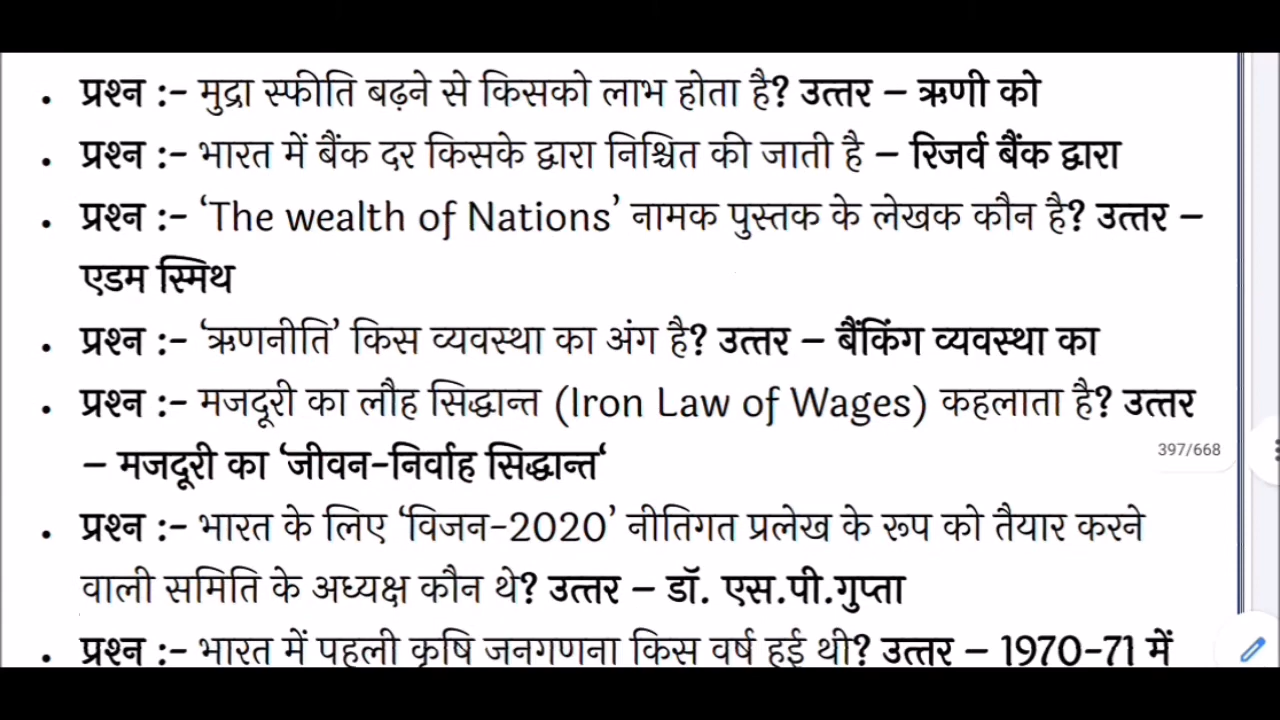 • प्रश्न :- मुद्रा स्फीति बढ़ने से किसको लाभ होता है? उत्तर – ऋणी को
• प्रश्न :- भारत में बैंक दर किसके द्वारा निश्चित की जाती है – रिजर्व बैंक द्वारा
• प्रश्न :- ‘The wealth of Nations’ नामक पुस्तक के लेखक कौन है? उत्तर –
एडम स्मिथ
• प्रश्न :- ‘ऋणनीति’ किस व्यवस्था का अंग है? उत्तर – बैंकिंग व्यवस्था का
• प्रश्न :- मजदूरी का लौह सिद्धान्त (Iron Law of Wages) कहलाता है? उत्तर
– मजदूरी का ‘जीवन-निर्वाह सिद्धान्त‘
397/668
• प्रश्न :- भारत के लिए ‘विजन-2020’ नीतिगत प्रलेख के रूप को तैयार करने
वाली समिति के अध्यक्ष कौन थे? उत्तर – डॉ. एस.पी.गुप्ता
• प्रश्न :- भारत में पहली कृषि जनगणना किस वर्ष हुई थी? उत्तर – 1970-71 में